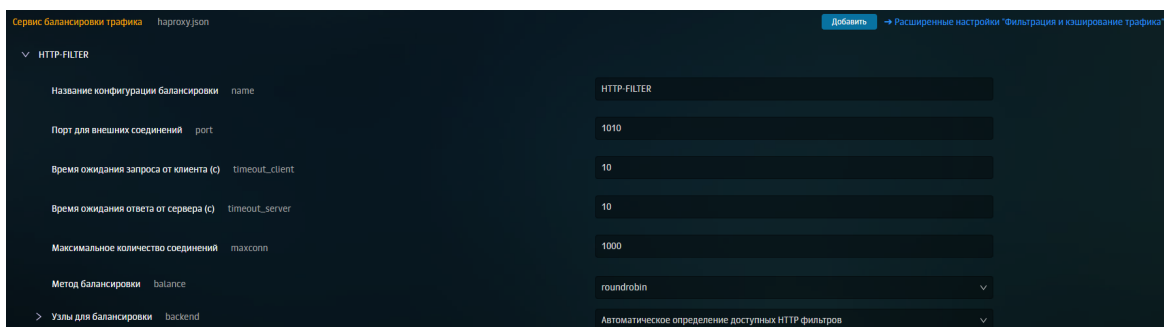 Сервис балансировки трафика haproxy.json Добавить → Расширенные настройки "Фильтрация и кэширование трафика"
HTTP-FILTER
Название конфигурации балансировки name HTTP-FILTER
Порт для внешних соединений port 1010
Время ожидания запроса от клиента (с) timeout_client 10
Время ожидания ответа от сервера (с) timeout_server 10
Максимальное количество соединений maxconn 1000
Метод балансировки balance roundrobin
Узлы для балансировки backend Автоматическое определение доступных HTTP фильтров